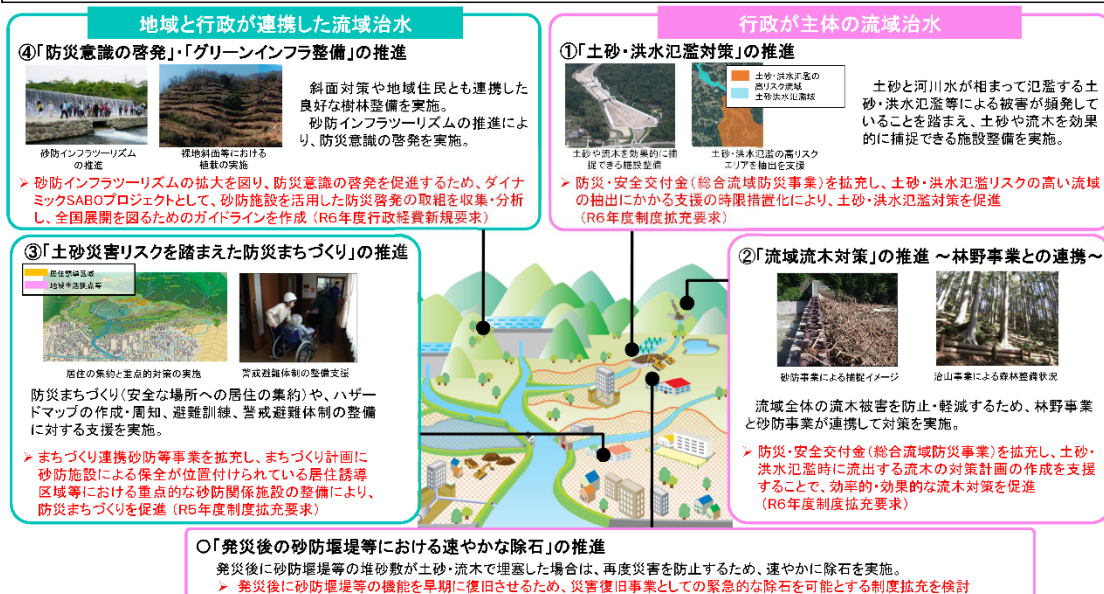 地域と行政が連携した流域治水
④「防災意識の啓発」・「グリーンインフラ整備」の推進
砂防インフラツーリズム
の推進
裸地斜面等における
植栽の実施
斜面対策や地域住民とも連携した
良好な樹林整備を実施。
砂防インフラツーリズムの推進によ
り、防災意識の啓発を実施。
➢ 砂防インフラツーリズムの拡大を図り、防災意識の啓発を促進するため、ダイナ
ミックSABOプロジェクトとして、砂防施設を活用した防災啓発の取組を収集・分析
し、全国展開を図るためのガイドラインを作成 (R6年度行政経費新規要求)
行政が主体の流域治水
①「土砂・洪水氾濫対策」の推進
土砂・洪水氾濫の
高リスク流域
土砂洪水氾濫域
土砂や流木を効果的に捕
捉できる施設整備
土砂・洪水氾濫の高リスク
エリアを抽出を支援
土砂と河川水が相まって氾濫する土
砂・洪水氾濫等による被害が頻発して
いることを踏まえ、土砂や流木を効果
的に捕捉できる施設整備を実施。
➢ 防災・安全交付金(総合流域防災事業)を拡充し、土砂・洪水氾濫リスクの高い流域
の抽出にかかる支援の時限措置化により、土砂・洪水氾濫対策を促進
(R6年度制度拡充要求)
③「土砂災害リスクを踏まえた防災まちづくり」の推進
居住誘導区域
地域生活拠点等
居住の集約と重点的対策の実施
警戒避難体制の整備支援
防災まちづくり(安全な場所への居住の集約)や、ハザー
ドマップの作成・周知、避難訓練、警戒避難体制の整備
に対する支援を実施。
➢ まちづくり連携砂防等事業を拡充し、まちづくり計画に
砂防施設による保全が位置付けられている居住誘導
区域等における重点的な砂防関係施設の整備により、
防災まちづくりを促進 (R5年度制度拡充要求)
②「流域流木対策」の推進 ～林野事業との連携～
砂防事業による捕捉イメージ
治山事業による森林整備状況
流域全体の流木被害を防止・軽減するため、林野事業
と砂防事業が連携して対策を実施。
➢ 防災・安全交付金(総合流域防災事業)を拡充し、土砂・
洪水氾濫時に流出する流木の対策計画の作成を支援
することで、効率的・効果的な流木対策を促進
(R6年度制度拡充要求)
〇「発災後の砂防堰堤等における速やかな除石」の推進
発災後に砂防堰堤等の堆砂敷が土砂・流木で埋塞した場合は、再度災害を防止するため、速やかに除石を実施。
➢ 発災後に砂防堰堤等の機能を早期に復旧させるため、災害復旧事業としての緊急的な除石を可能とする制度拡充を検討